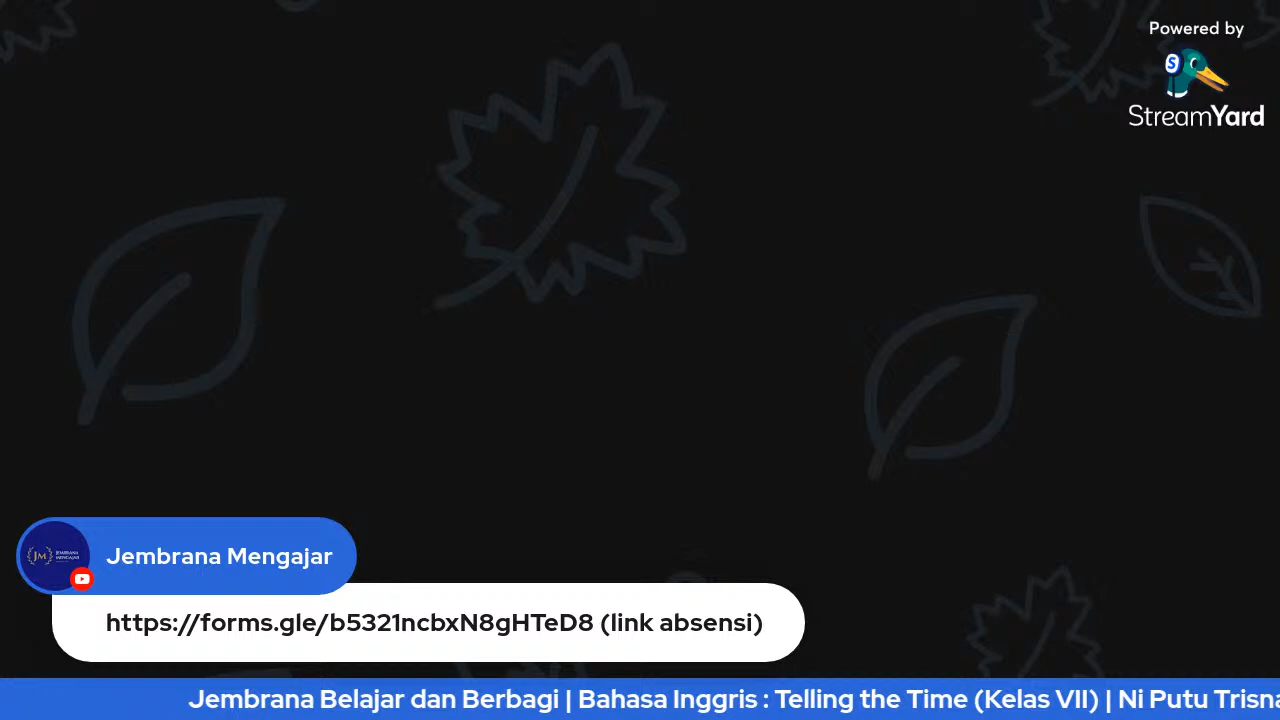 Powered by
StreamYard
Jembrana Mengajar
https://forms.gle/b5321ncbxN8gHTeD8 (link absensi)
Jembrana Belajar dan Berbagi | Bahasa Inggris : Telling the Time (Kelas VII) | Ni Putu Trisna